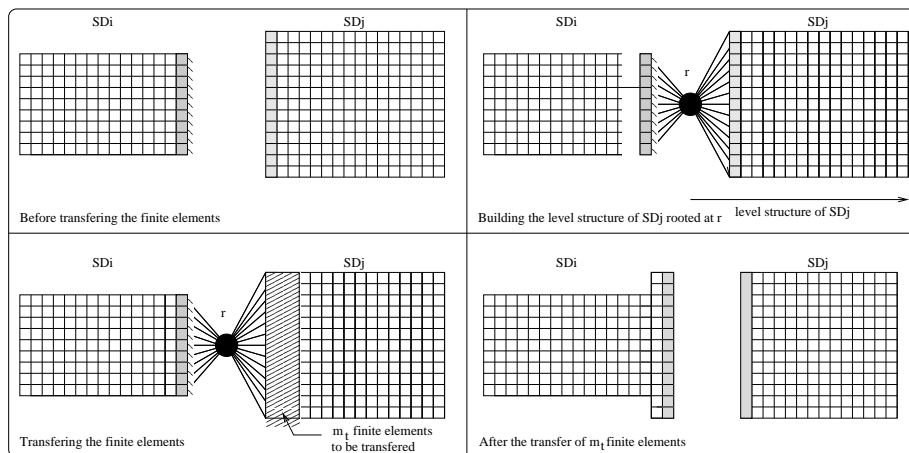 SDi
SDj
Before transfering the finite elements
SDi
SDj
r
level structure of SDj
Building the level structure of SDj rooted at r
SDi
SDj
r
m_t finite elements
to be transfered
Transfering the finite elements
SDi
SDj
After the transfer of m_t finite elements